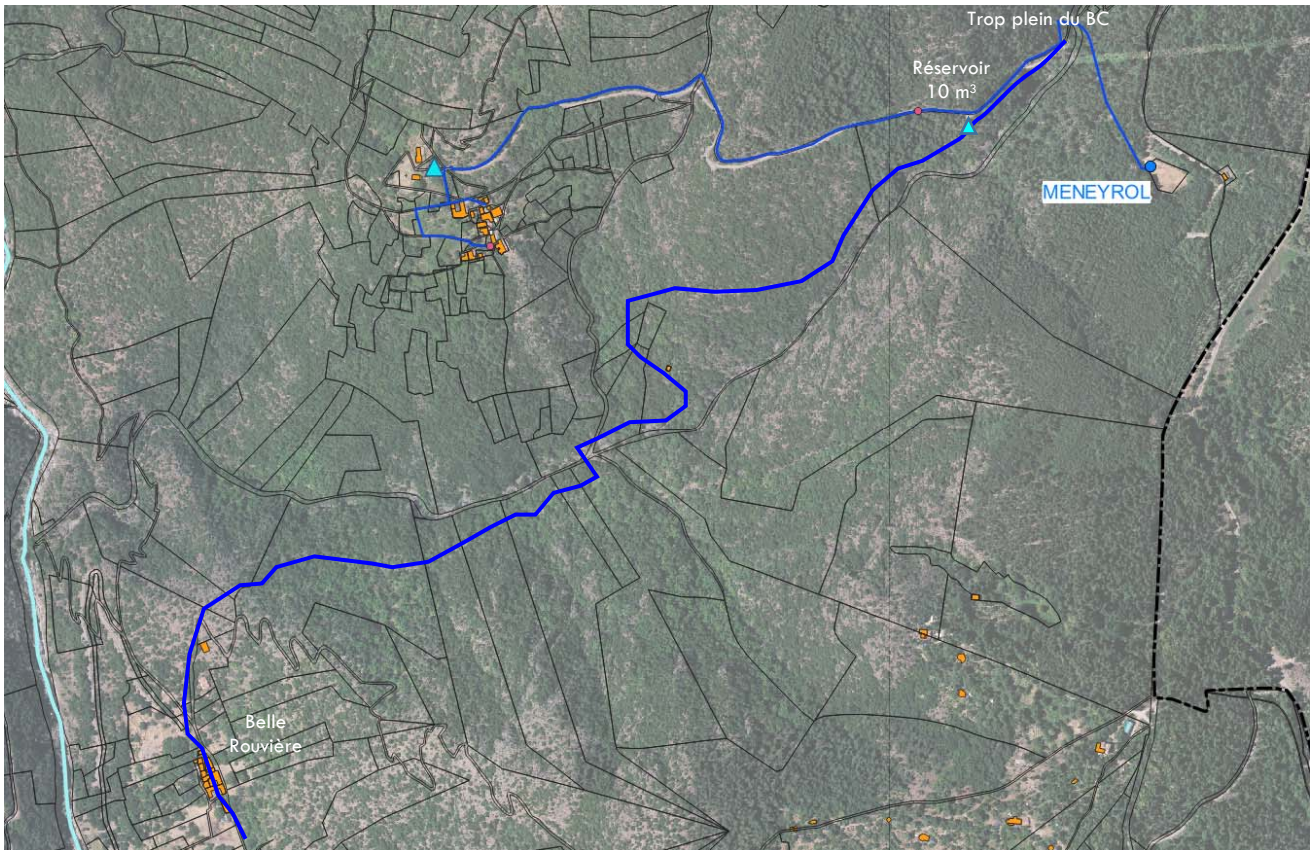 Trop plein du BC
Réservoir
10 m³
MENEYROL
Belle
Rouvière